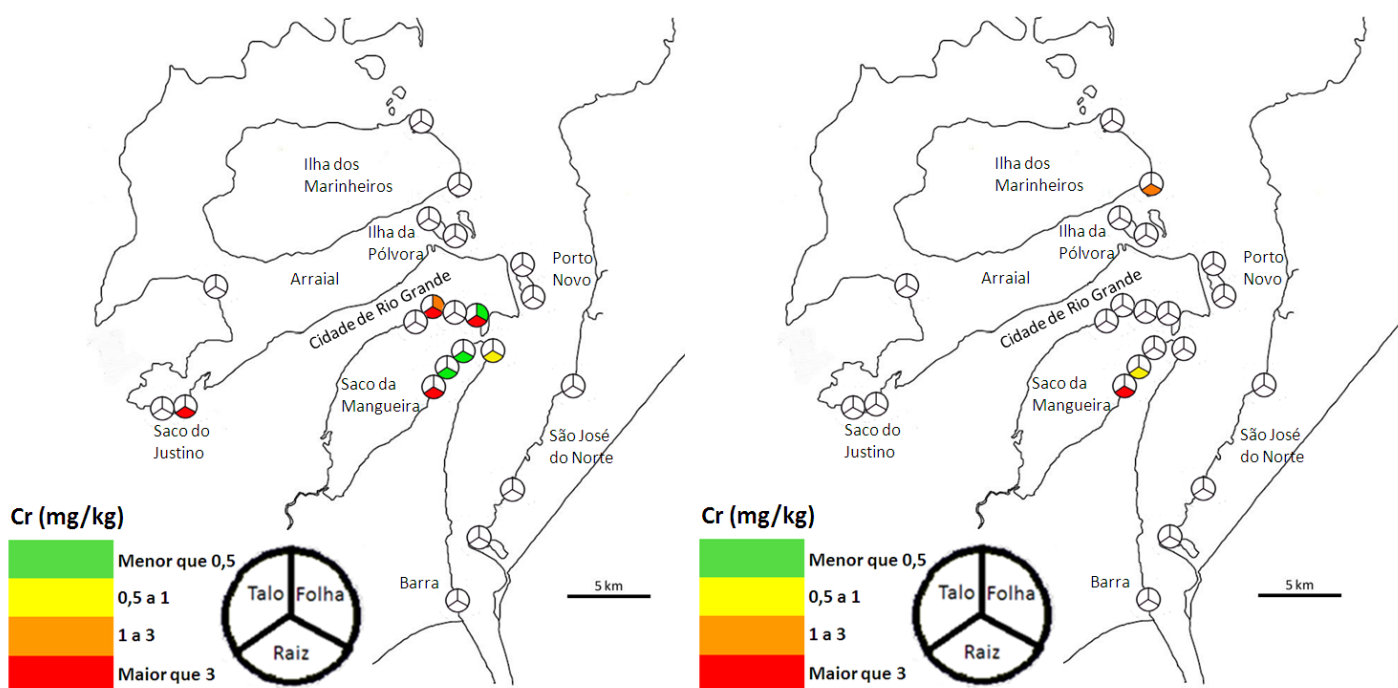 Ilha dos
Marinheiros
Ilha da
Pólvora
Porto
Novo
Arraial
Cidade de Rio Grande
Saco da
Mangueira
Saco do
Justino
São José
do Norte
Barra
5 km
Cr (mg/kg)
Menor que 0,5
0,5 a 1
1 a 3
Maior que 3
Talo
Folha
Raiz
Ilha dos
Marinheiros
Ilha da
Pólvora
Porto
Novo
Arraial
Cidade de Rio Grande
Saco da
Mangueira
Saco do
Justino
São José
do Norte
Barra
5 km
Cr (mg/kg)
Menor que 0,5
0,5 a 1
1 a 3
Maior que 3
Talo
Folha
Raiz